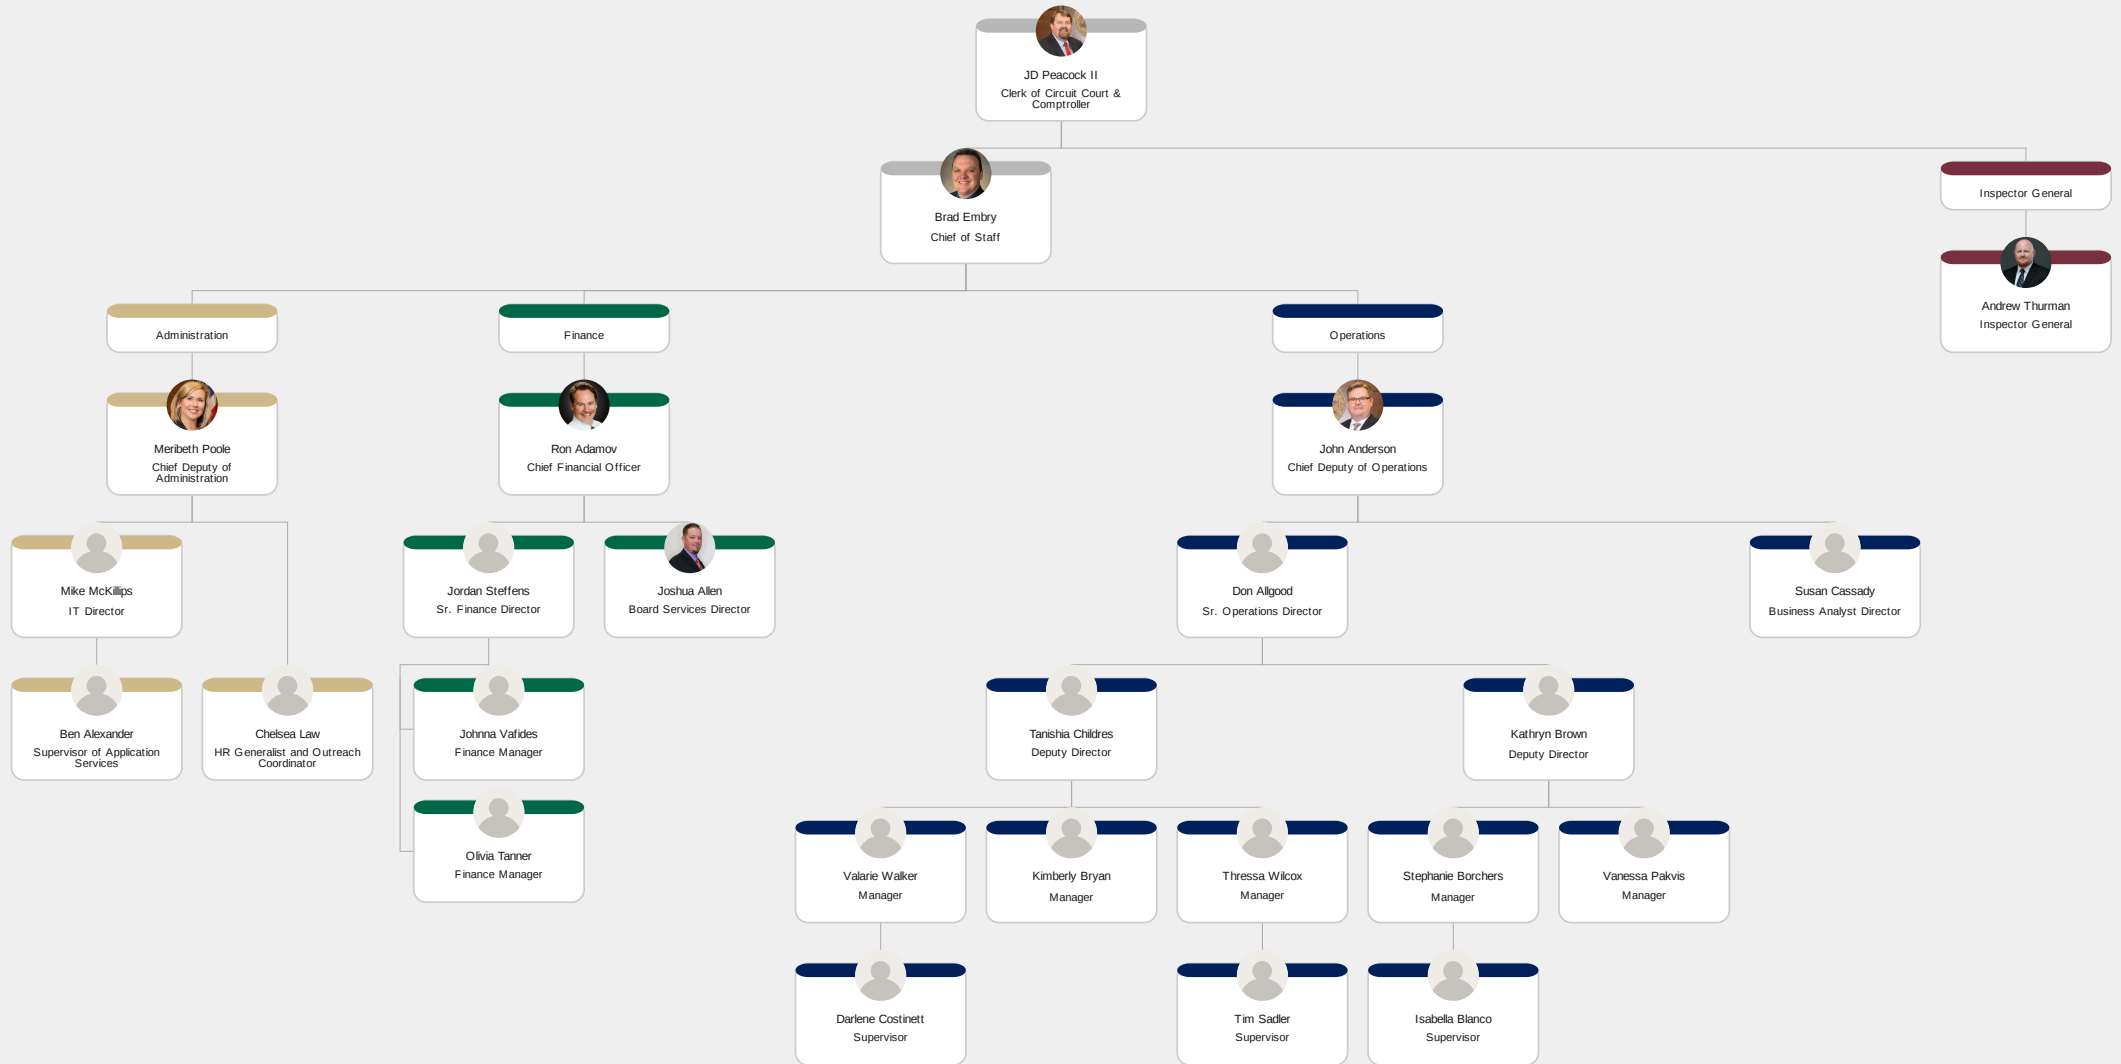 JD Peacock II
Clerk of Circuit Court &
Comptroller
Brad Embry
Chief of Staff
Inspector General
Andrew Thurman
Inspector General
Administration
Finance
Operations
Meribeth Poole
Chief Deputy of
Administration
Ron Adamov
Chief Financial Officer
John Anderson
Chief Deputy of Operations
Mike McKillips
IT Director
Jordan Steffens
Sr. Finance Director
Joshua Allen
Board Services Director
Don Allgood
Sr. Operations Director
Susan Cassady
Business Analyst Director
Ben Alexander
Supervisor of Application
Services
Chelsea Law
HR Generalist and Outreach
Coordinator
Johnna Vafides
Finance Manager
Tanishia Childres
Deputy Director
Kathryn Brown
Deputy Director
Olivia Tanner
Finance Manager
Valarie Walker
Manager
Kimberly Bryan
Manager
Thressa Wilcox
Manager
Stephanie Borchers
Manager
Vanessa Pakvis
Manager
Darlene Costinett
Supervisor
Tim Sadler
Supervisor
Isabella Blanco
Supervisor